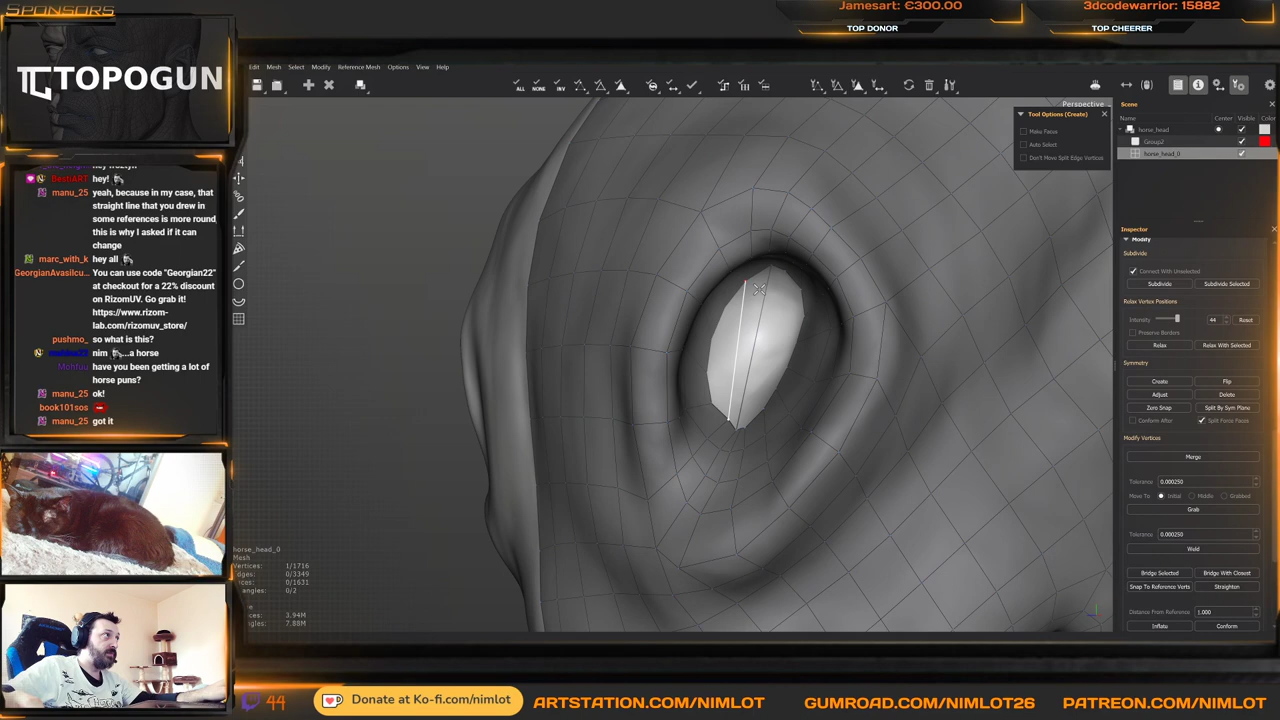 SPONSORS
TOPOGUN
Jamesart: €300.00
TOP DONOR
3dcodewarrior: 15882
TOP CHEERER
Edit Mesh Select Modify Reference Mesh Options View Help
ALL NONE INV
Perspective
Tool Options (Create)
Make Faces
Auto Select
Don't Move Split Edge Vertices
Scene
Name Center Visible Color
horse_head
Group2
horse_head_0
Inspector
Modify
Subdivide
Connect With Unselected
Subdivide Subdivide Selected
Relax Vertex Positions
Intensity 44 Reset
Preserve Borders
Relax Relax With Selected
Symmetry
Create Flip
Adjust Delete
Zero Snap Split By Sym Plane
Conform After Split Force Faces
Modify Vertices
Merge
Tolerance 0.000250
Move To Initial Middle Grabbed
Grab
Tolerance 0.000250
Weld
Bridge Selected Bridge With Closest
Snap To Reference Verts Straighten
Distance From Reference 1.000
Inflate Conform
BestiART hey!
manu_25 yeah, because in my case, that
straight line that you drew in
some references is more round,
this is why I asked if it can
change
marc_with_k hey all
GeorgianAvasilcu... You can use code "Georgian22"
at checkout for a 22% discount
on RizomUV. Go grab it!
https://www.rizom-
lab.com/rizomuv_store/
pushmo_ so what is this?
nim ...a horse
Mohfuu have you been getting a lot of
horse puns?
manu_25 ok!
book101sos
manu_25 got it
horse_head_0
Mesh
Vertices: 1/1716
dges: 0/3349
ces: 0/1631
angles: 0/2
ces: 3.94M
ngles: 7.88M
44
Donate at Ko-fi.com/nimlot
ARTSTATION.COM/NIMLOT
GUMROAD.COM/NIMLOT26
PATREON.COM/NIMLOT